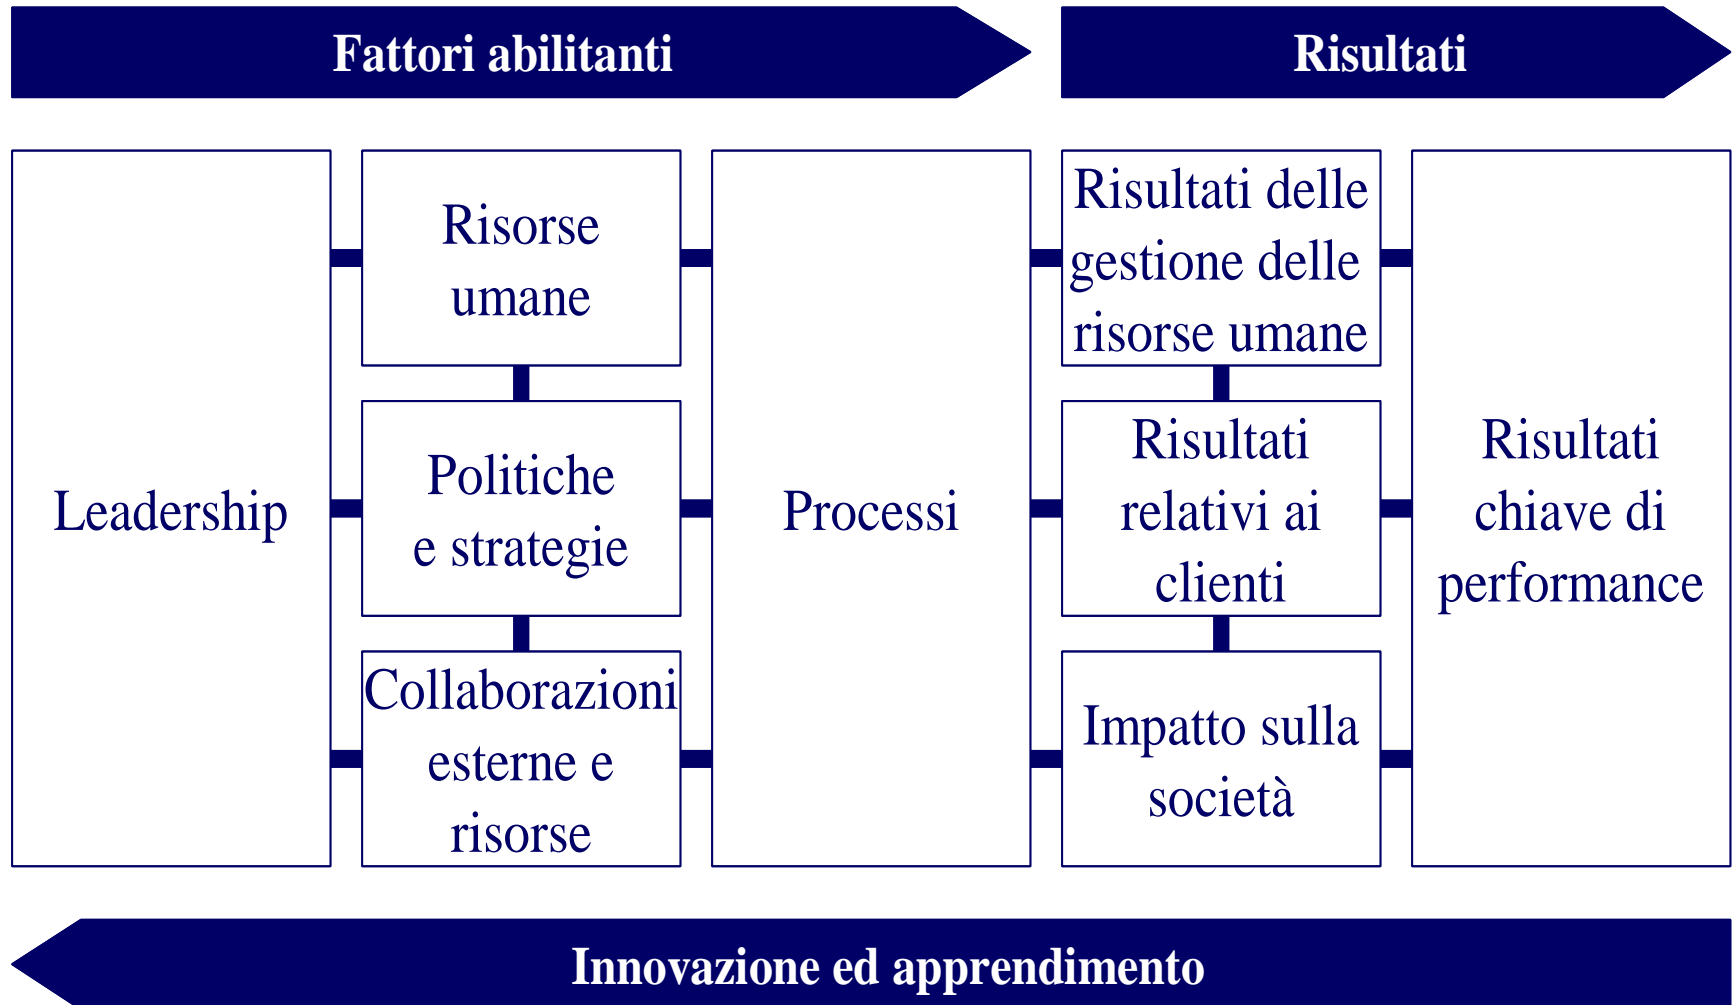 Fattori abilitanti
Risultati
Leadership
Risorse
umane
Politiche
e strategie
Collaborazioni
esterne e
risorse
Processi
Risultati delle
gestione delle
risorse umane
Risultati
relativi ai
clienti
Impatto sulla
società
Risultati
chiave di
performance
Innovazione ed apprendimento